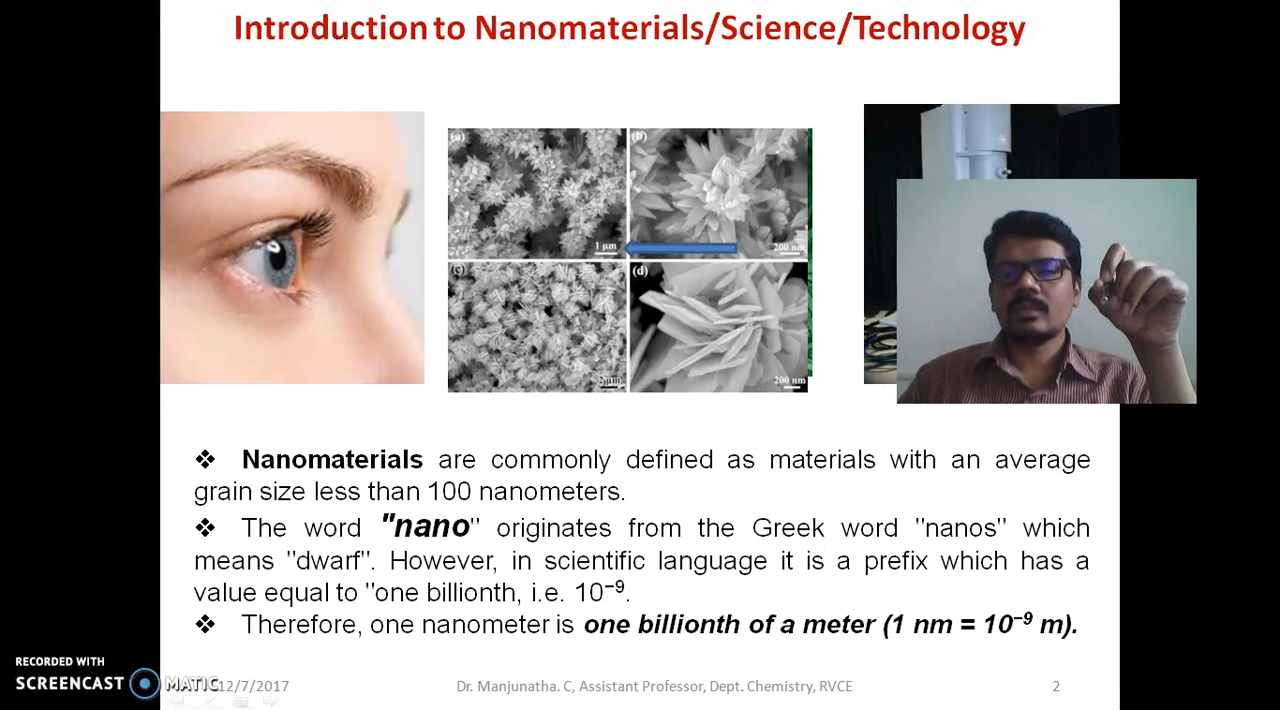 Introduction to Nanomaterials/Science/Technology
(a)
(b)
1 μm
200 nm
(c)
(d)
2 μm
200 nm
❖ Nanomaterials are commonly defined as materials with an average
grain size less than 100 nanometers.
❖ The word "nano" originates from the Greek word "nanos" which
means "dwarf". However, in scientific language it is a prefix which has a
value equal to "one billionth, i.e. 10⁻⁹.
❖ Therefore, one nanometer is one billionth of a meter (1 nm = 10⁻⁹ m).
RECORDED WITH
SCREENCAST MATIC
12/7/2017
Dr. Manjunatha. C, Assistant Professor, Dept. Chemistry, RVCE
2